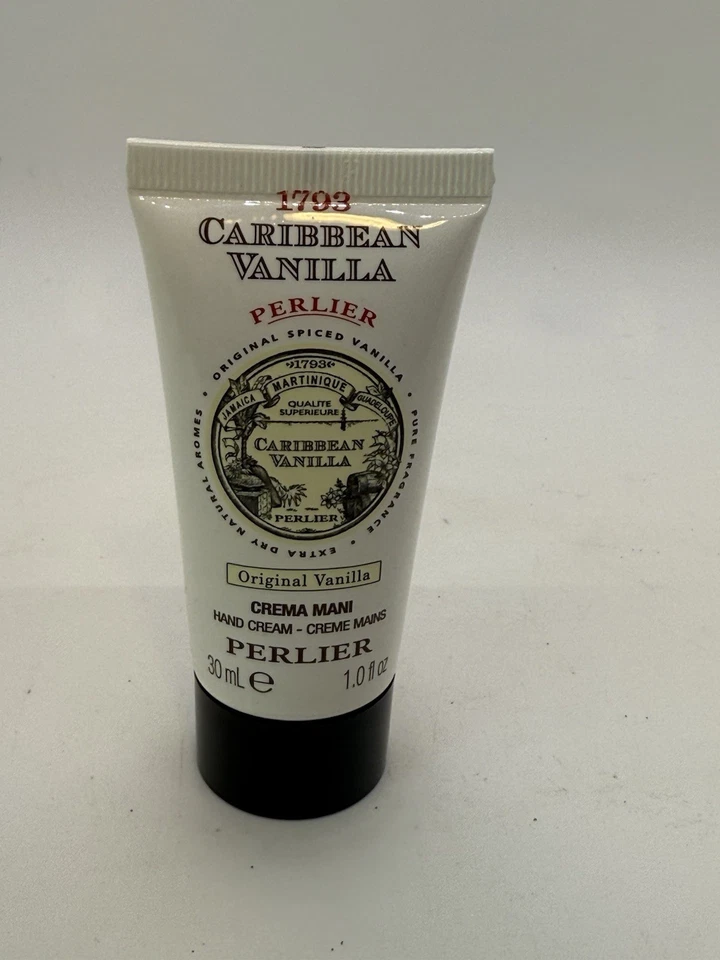 1793
CARIBBEAN
VANILLA
PERLIER
ORIGINAL SPICED VANILLA • PURE FRAGRANCE • EXTRA DRY NATURAL AROMES •
1793
JAMAICA MARTINIQUE GUADELOUPE
QUALITE
SUPERIEURE
CARIBBEAN
VANILLA
PERLIER
Original Vanilla
CREMA MANI
HAND CREAM - CREME MAINS
PERLIER
30 mL ℮ 1.0 fl oz